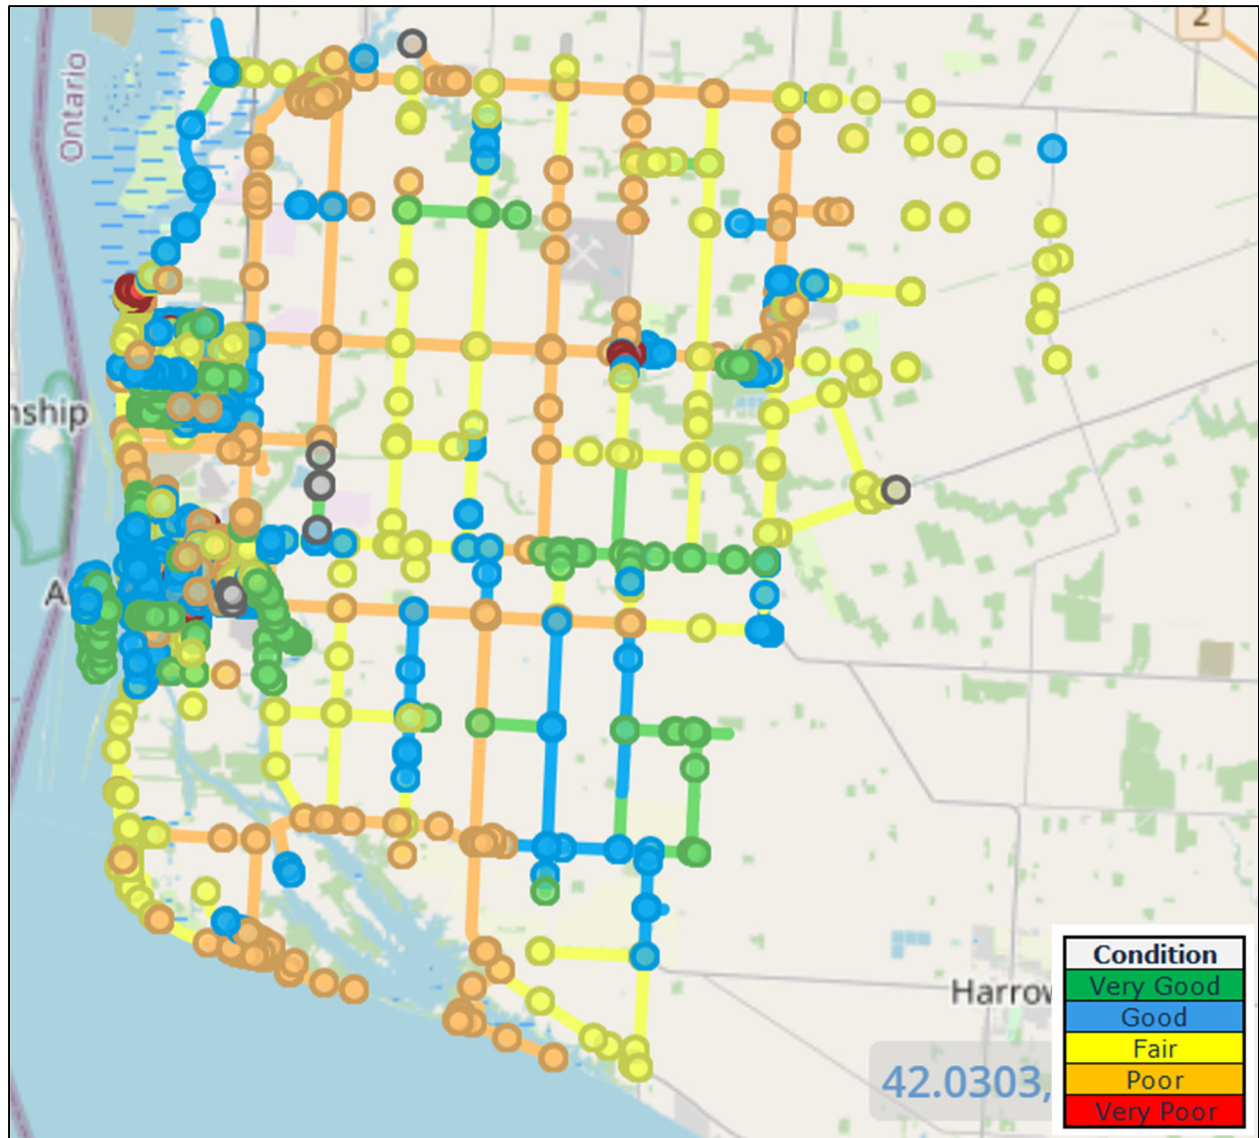 2
Ontario
nship
A
Harrow
42.0303,
Condition
Very Good
Good
Fair
Poor
Very Poor